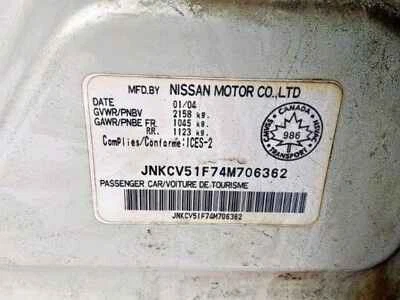 MFD.BY NISSAN MOTOR CO.,LTD
DATE 01/04
GVWR/PNBV 2158 kg.
GAWR/PNBE FR. 1045 kg.
RR. 1123 kg.
ComPlies/Conforme:ICES-2
CANADA
986
TRANSPORT
JNKCV51F74M706362
PASSENGER CAR/VOITURE DE TOURISME
JNKCV51F74M706362